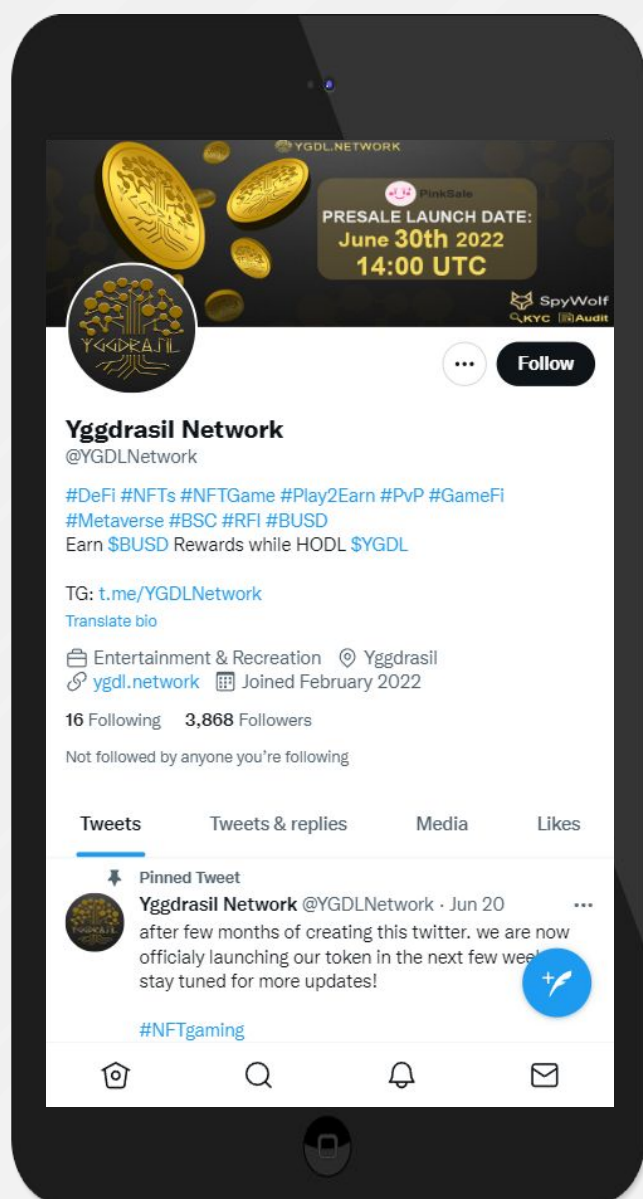 YGDL.NETWORK
PinkSale
PRESALE LAUNCH DATE:
June 30th 2022
14:00 UTC
SpyWolf
KYC Audit
YGGDRASIL
Follow
Yggdrasil Network
@YGDLNetwork
#DeFi #NFTs #NFTGame #Play2Earn #PvP #GameFi
#Metaverse #BSC #RFI #BUSD
Earn $BUSD Rewards while HODL $YGDL
TG: t.me/YGDLNetwork
Translate bio
Entertainment & Recreation Yggdrasil
ygdl.network Joined February 2022
16 Following 3,868 Followers
Not followed by anyone you're following
Tweets Tweets & replies Media Likes
Pinned Tweet
Yggdrasil Network @YGDLNetwork · Jun 20
after few months of creating this twitter. we are now
officialy launching our token in the next few
stay tuned for more updates!
#NFTgaming